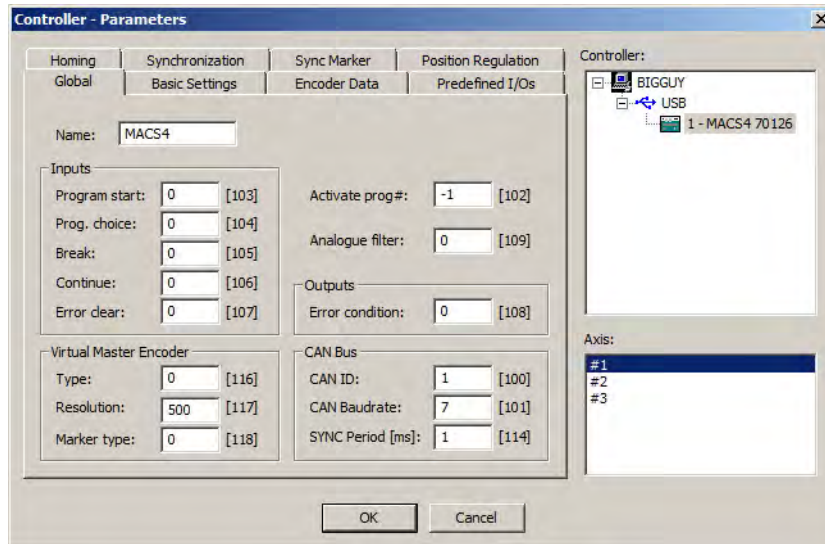 Controller - Parameters
Homing Synchronization Sync Marker Position Regulation
Global Basic Settings Encoder Data Predefined I/Os
Name: MACS4
Inputs
Program start: 0 [103]
Prog. choice: 0 [104]
Break: 0 [105]
Continue: 0 [106]
Error clear: 0 [107]
Activate prog#: -1 [102]
Analogue filter: 0 [109]
Outputs
Error condition: 0 [108]
Virtual Master Encoder
Type: 0 [116]
Resolution: 500 [117]
Marker type: 0 [118]
CAN Bus
CAN ID: 1 [100]
CAN Baudrate: 7 [101]
SYNC Period [ms]: 1 [114]
Controller:
BIGGUY
USB
1 - MACS4 70126
Axis:
#1
#2
#3
OK Cancel